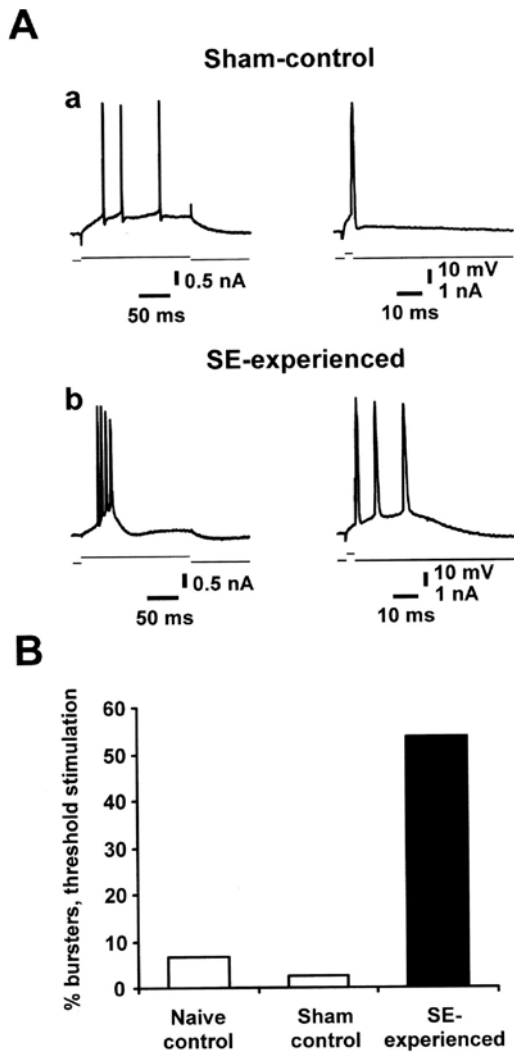 A
Sham-control
a
0.5 nA
50 ms
10 mV
1 nA
10 ms
SE-experienced
b
0.5 nA
50 ms
10 mV
1 nA
10 ms
B
% bursters, threshold stimulation
60
50
40
30
20
10
0
Naive control
Sham control
SE-experienced